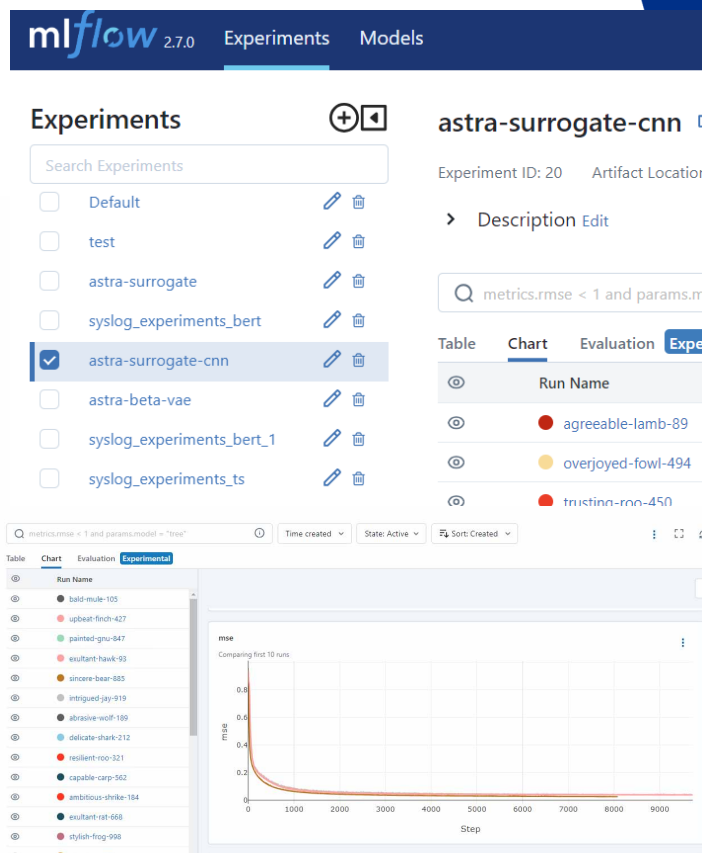 mlflow 2.7.0 Experiments Models
Experiments
Search Experiments
Default
test
astra-surrogate
syslog_experiments_bert
astra-surrogate-cnn
astra-beta-vae
syslog_experiments_bert_1
syslog_experiments_ts
astra-surrogate-cnn
Experiment ID: 20 Artifact Location
Description Edit
metrics.rmse < 1 and params.m
Table Chart Evaluation Expe
Run Name
agreeable-lamb-89
overjoyed-fowl-494
trusting-roo-450
metrics.rmse < 1 and params.model = "tree" Time created State: Active Sort: Created
Table Chart Evaluation Experimental
Run Name
bald-mule-105
upbeat-finch-427
painted-gnu-847
exultant-hawk-93
sincere-bear-885
intrigued-jay-919
abrasive-wolf-189
delicate-shark-212
resilient-roo-321
capable-carp-562
ambitious-shrike-184
exultant-rat-666
stylish-frog-998
mse
Comparing first 10 runs
mse
0.8
0.6
0.4
0.2
0
0 1000 2000 3000 4000 5000 6000 7000 8000 9000
Step